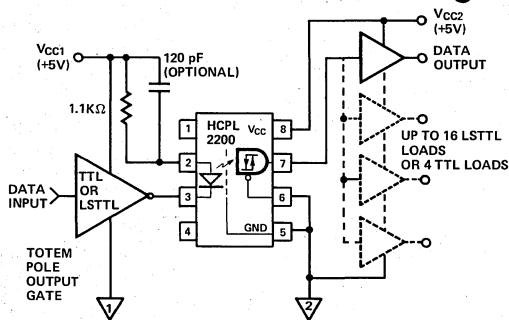 VCC1
(+5V)
120 pF
(OPTIONAL)
1.1KΩ
VCC2
(+5V)
DATA
OUTPUT
HCPL
2200
VCC
GND
1
2
3
4
8
7
6
5
UP TO 16 LSTTL
LOADS
OR 4 TTL LOADS
DATA
INPUT
TTL
OR
LSTTL
TOTEM
POLE
OUTPUT
GATE
1
2